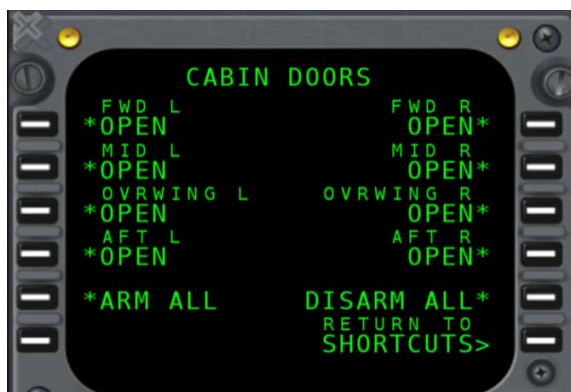 CABIN DOORS
FWD L FWD R
*OPEN OPEN*
MID L MID R
*OPEN OPEN*
OVRWING L OVRWING R
*OPEN OPEN*
AFT L AFT R
*OPEN OPEN*
*ARM ALL DISARM ALL*
RETURN TO
SHORTCUTS>